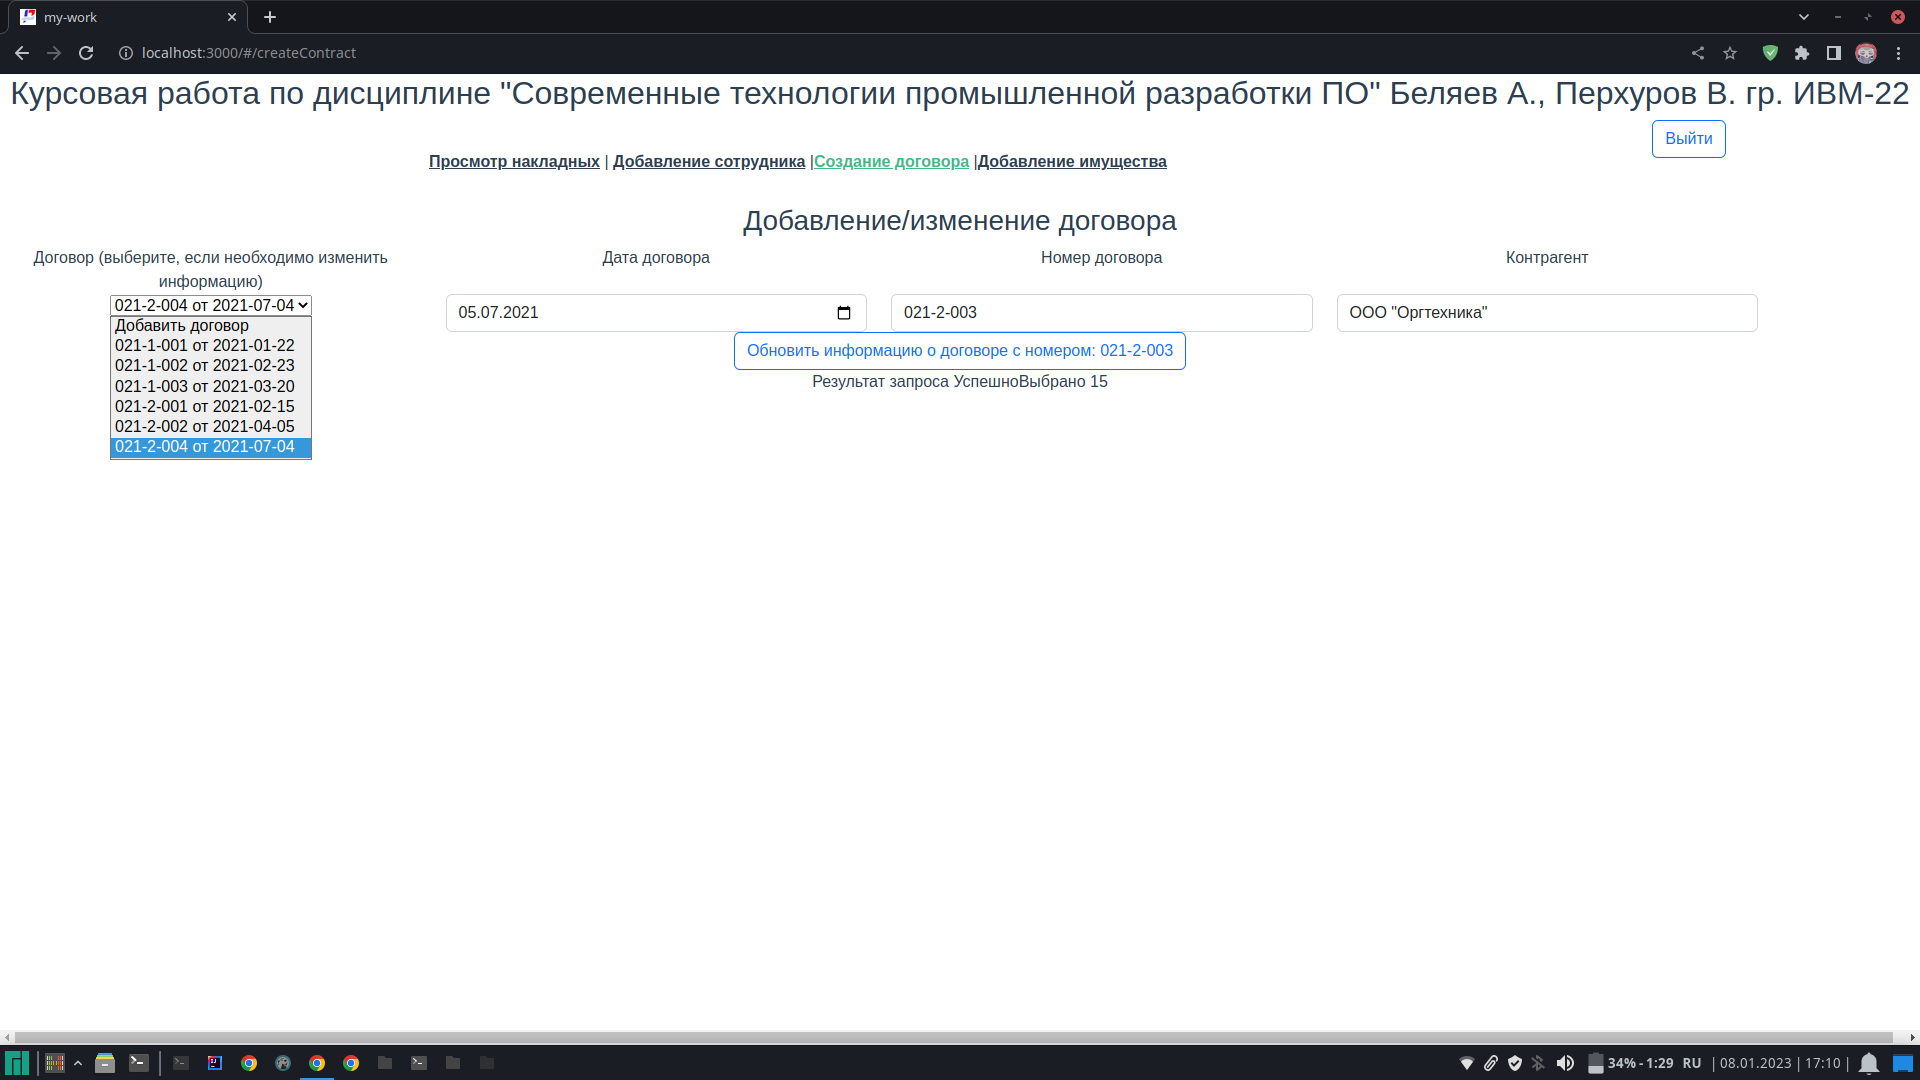 my-work
localhost:3000/#/createContract
Курсовая работа по дисциплине "Современные технологии промышленной разработки ПО" Беляев А., Перхуров В. гр. ИВМ-22
Выйти
Просмотр накладных | Добавление сотрудника |Создание договора |Добавление имущества
Добавление/изменение договора
Договор (выберите, если необходимо изменить информацию)
021-2-004 от 2021-07-04
Добавить договор
021-1-001 от 2021-01-22
021-1-002 от 2021-02-23
021-1-003 от 2021-03-20
021-2-001 от 2021-02-15
021-2-002 от 2021-04-05
021-2-004 от 2021-07-04
Дата договора
05.07.2021
Номер договора
021-2-003
Контрагент
ООО "Оргтехника"
Обновить информацию о договоре с номером: 021-2-003
Результат запроса УспешноВыбрано 15
34% - 1:29 RU | 08.01.2023 | 17:10 |